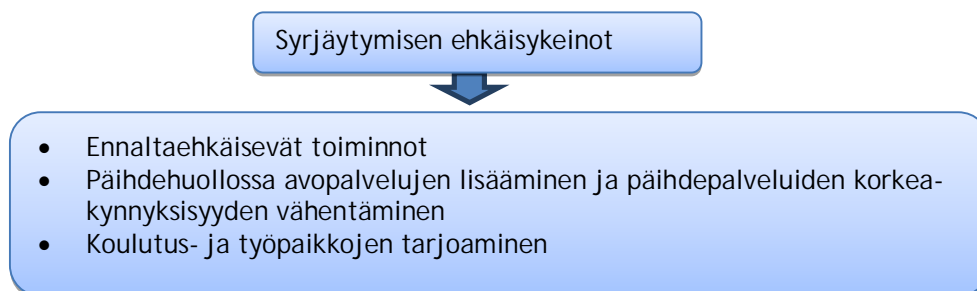 Syrjäytymisen ehkäisykeinot
• Ennaltaehkäisevät toiminnot
• Päihdehuollossa avopalvelujen lisääminen ja päihdepalveluiden korkea-
kynnyksisyyden vähentäminen
• Koulutus- ja työpaikkojen tarjoaminen